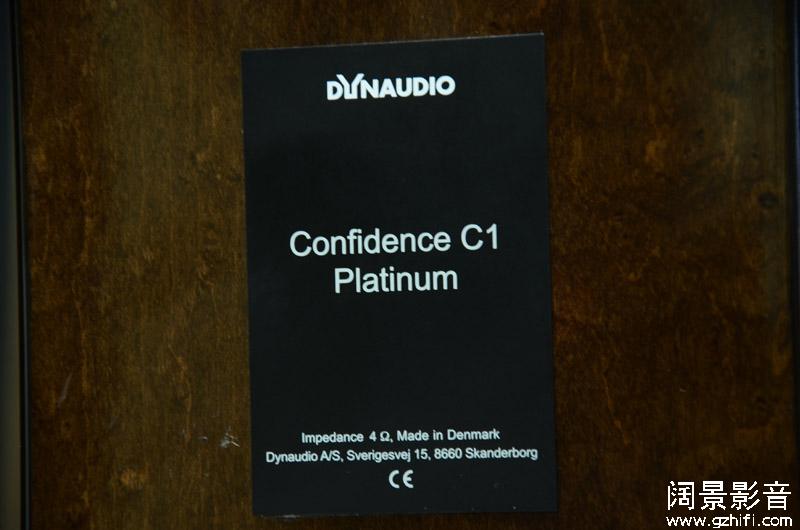 DYNAUDIO
Confidence C1
Platinum
Impedance 4 Ω, Made in Denmark
Dynaudio A/S, Sverigesvej 15, 8660 Skanderborg
CE
阔景影音
www.gzhifi.com